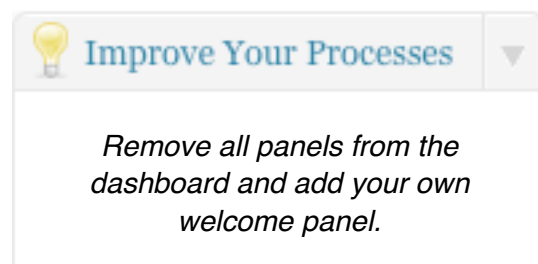 Improve Your Processes
Remove all panels from the
dashboard and add your own
welcome panel.